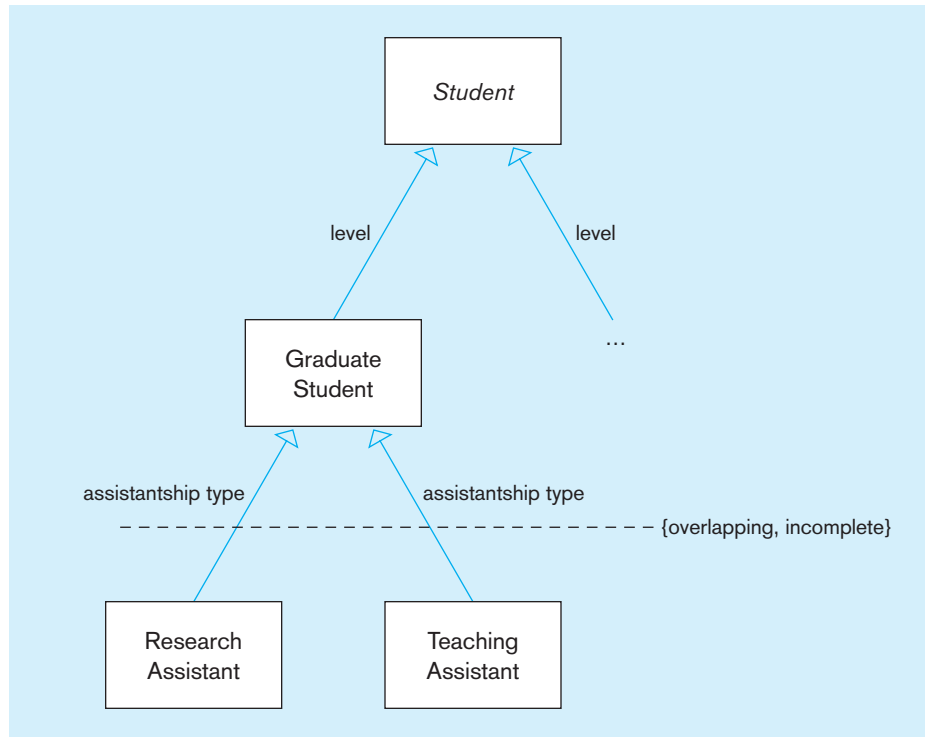 Student
level
level
...
Graduate
Student
assistantship type
assistantship type
{overlapping, incomplete}
Research
Assistant
Teaching
Assistant